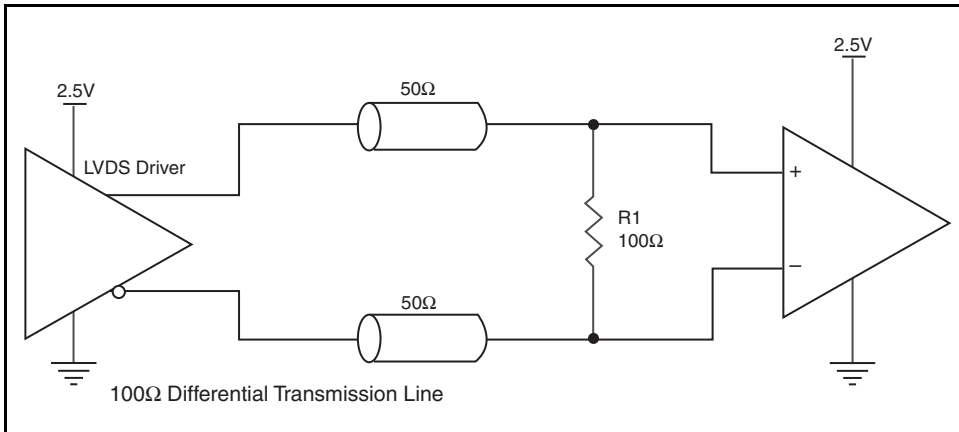 2.5V
2.5V
50Ω
LVDS Driver
+
R1
100Ω
−
50Ω
100Ω Differential Transmission Line